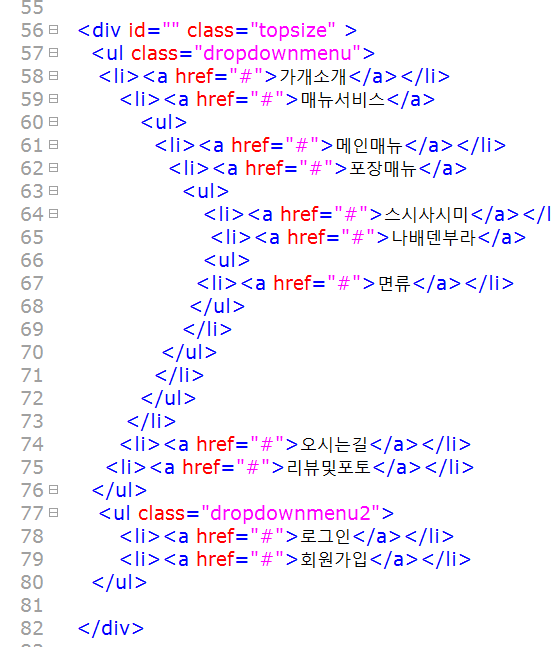 55
56 <div id="" class="topsize" >
57 <ul class="dropdownmenu">
58 <li><a href="#">가개소개</a></li>
59 <li><a href="#">매뉴서비스</a>
60 <ul>
61 <li><a href="#">메인매뉴</a></li>
62 <li><a href="#">포장매뉴</a>
63 <ul>
64 <li><a href="#">스시사시미</a></l
65 <li><a href="#">나배덴부라</a>
66 <ul>
67 <li><a href="#">면류</a></li>
68 </ul>
69 </li>
70 </ul>
71 </li>
72 </ul>
73 </li>
74 <li><a href="#">오시는길</a></li>
75 <li><a href="#">리뷰및포토</a></li>
76 </ul>
77 <ul class="dropdownmenu2">
78 <li><a href="#">로그인</a></li>
79 <li><a href="#">회원가입</a></li>
80 </ul>
81
82 </div>